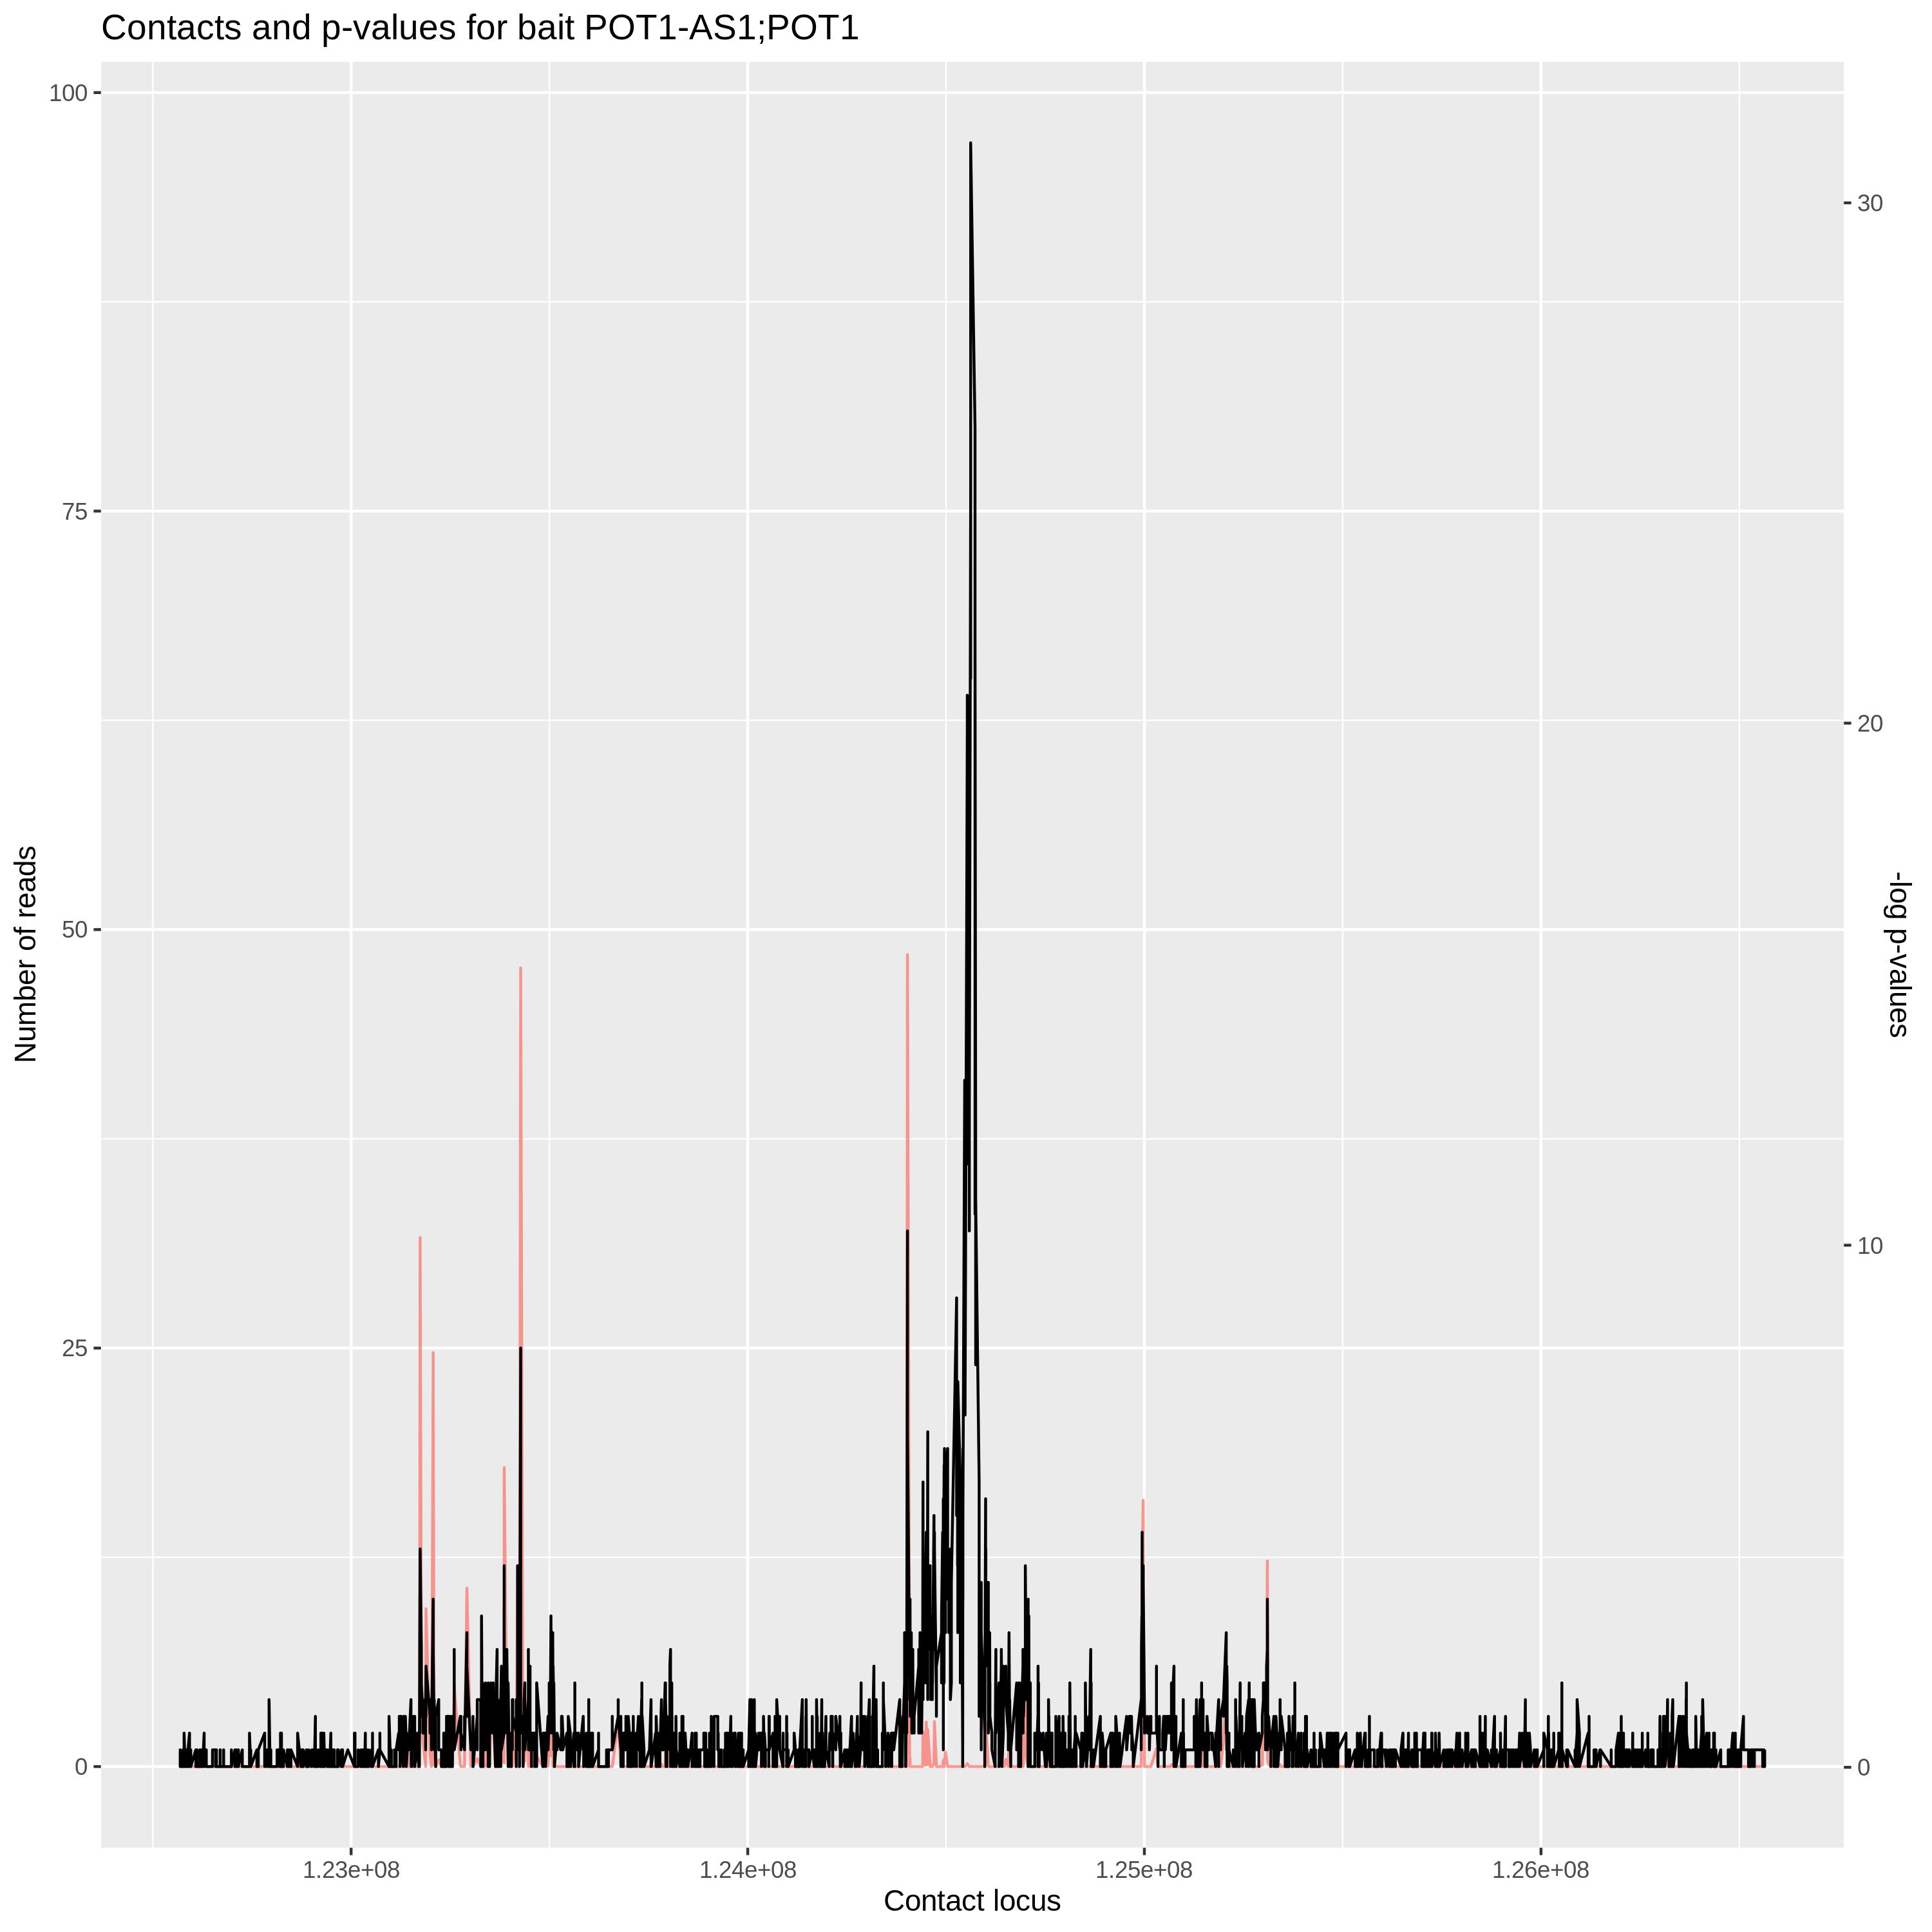 Contacts and p-values for bait POT1-AS1;POT1
100
75
50
25
0
Number of reads
30
20
10
0
-log p-values
1.23e+08
1.24e+08
1.25e+08
1.26e+08
Contact locus